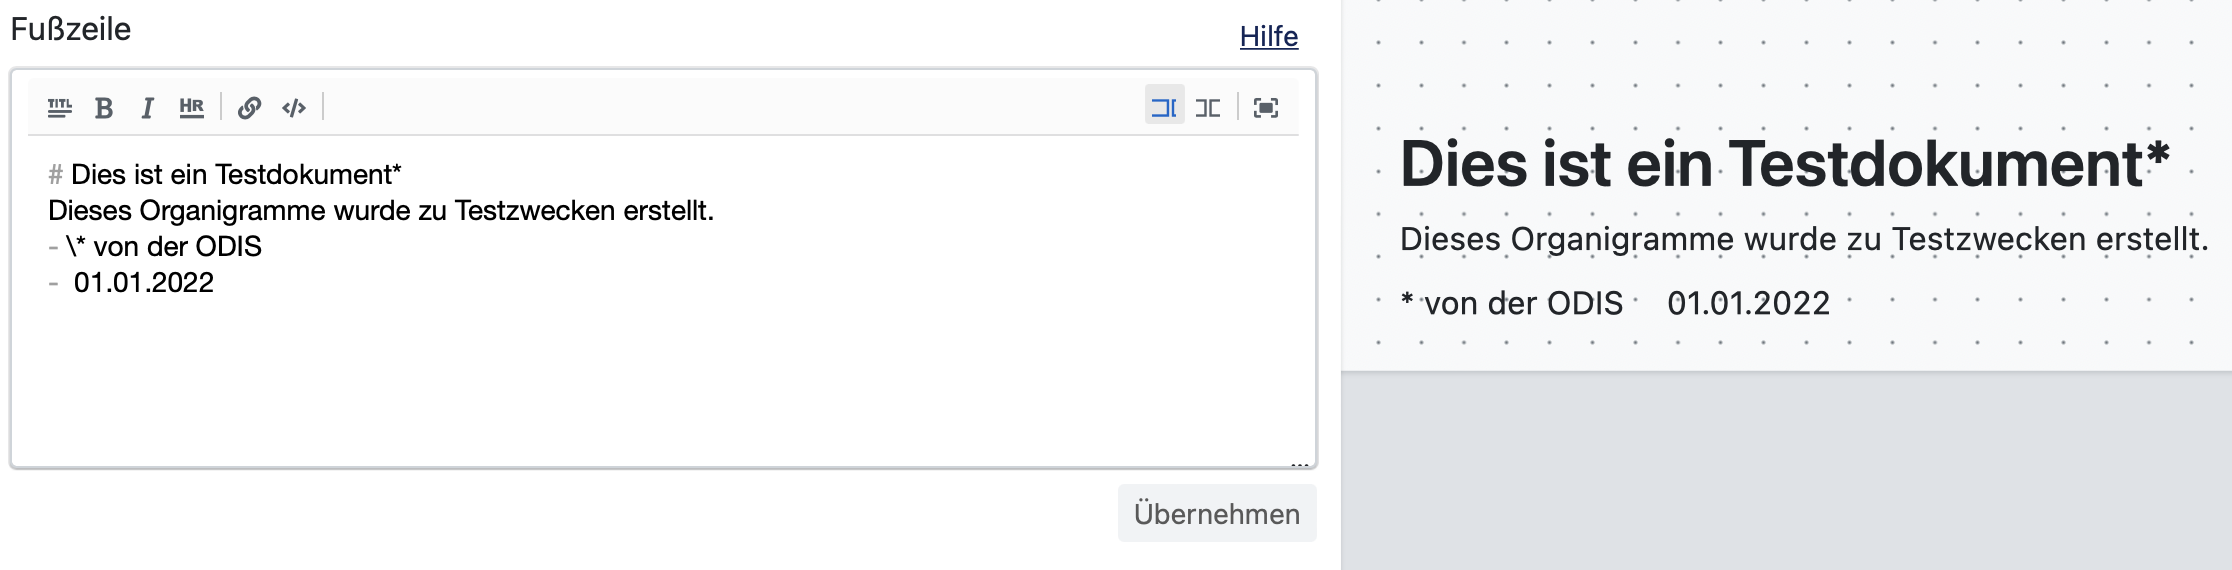 Fußzeile
Hilfe
TITL B I HR </>
# Dies ist ein Testdokument*
Dieses Organigramme wurde zu Testzwecken erstellt.
- \* von der ODIS
- 01.01.2022
Übernehmen
Dies ist ein Testdokument*
Dieses Organigramme wurde zu Testzwecken erstellt.
* von der ODIS 01.01.2022